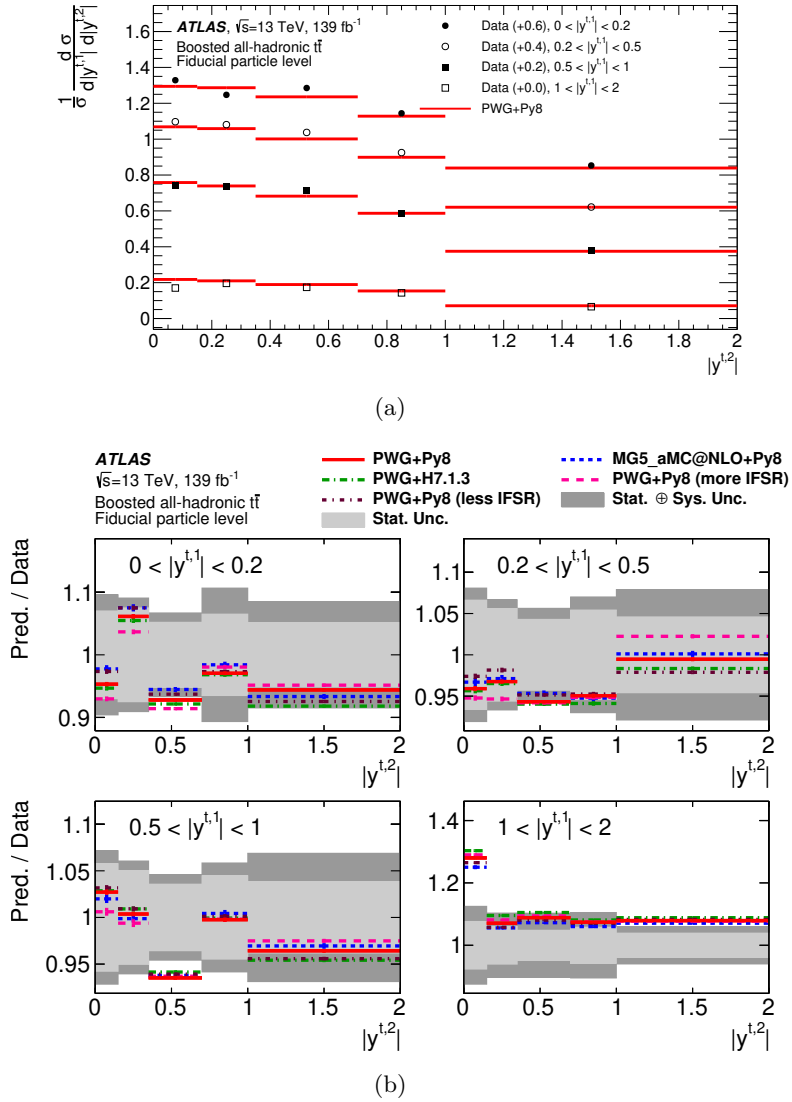 1/σ d σ / d|y^{t,1}| d|y^{t,2}|
ATLAS, √s=13 TeV, 139 fb⁻¹
Boosted all-hadronic tt̄
Fiducial particle level
Data (+0.6), 0 < |y^{t,1}| < 0.2
Data (+0.4), 0.2 < |y^{t,1}| < 0.5
Data (+0.2), 0.5 < |y^{t,1}| < 1
Data (+0.0), 1 < |y^{t,1}| < 2
PWG+Py8
1.6
1.4
1.2
1
0.8
0.6
0.4
0.2
0
0 0.2 0.4 0.6 0.8 1 1.2 1.4 1.6 1.8 2
|y^{t,2}|
(a)
ATLAS
√s=13 TeV, 139 fb⁻¹
Boosted all-hadronic tt̄
Fiducial particle level
PWG+Py8
PWG+H7.1.3
PWG+Py8 (less IFSR)
Stat. Unc.
MG5_aMC@NLO+Py8
PWG+Py8 (more IFSR)
Stat. ⊕ Sys. Unc.
Pred. / Data
0 < |y^{t,1}| < 0.2
1.1
1
0.9
0 0.5 1 1.5 2
|y^{t,2}|
0.2 < |y^{t,1}| < 0.5
1.1
1.05
1
0.95
0 0.5 1 1.5 2
|y^{t,2}|
Pred. / Data
0.5 < |y^{t,1}| < 1
1.1
1.05
1
0.95
0 0.5 1 1.5 2
|y^{t,2}|
1 < |y^{t,1}| < 2
1.4
1.2
1
0 0.5 1 1.5 2
|y^{t,2}|
(b)